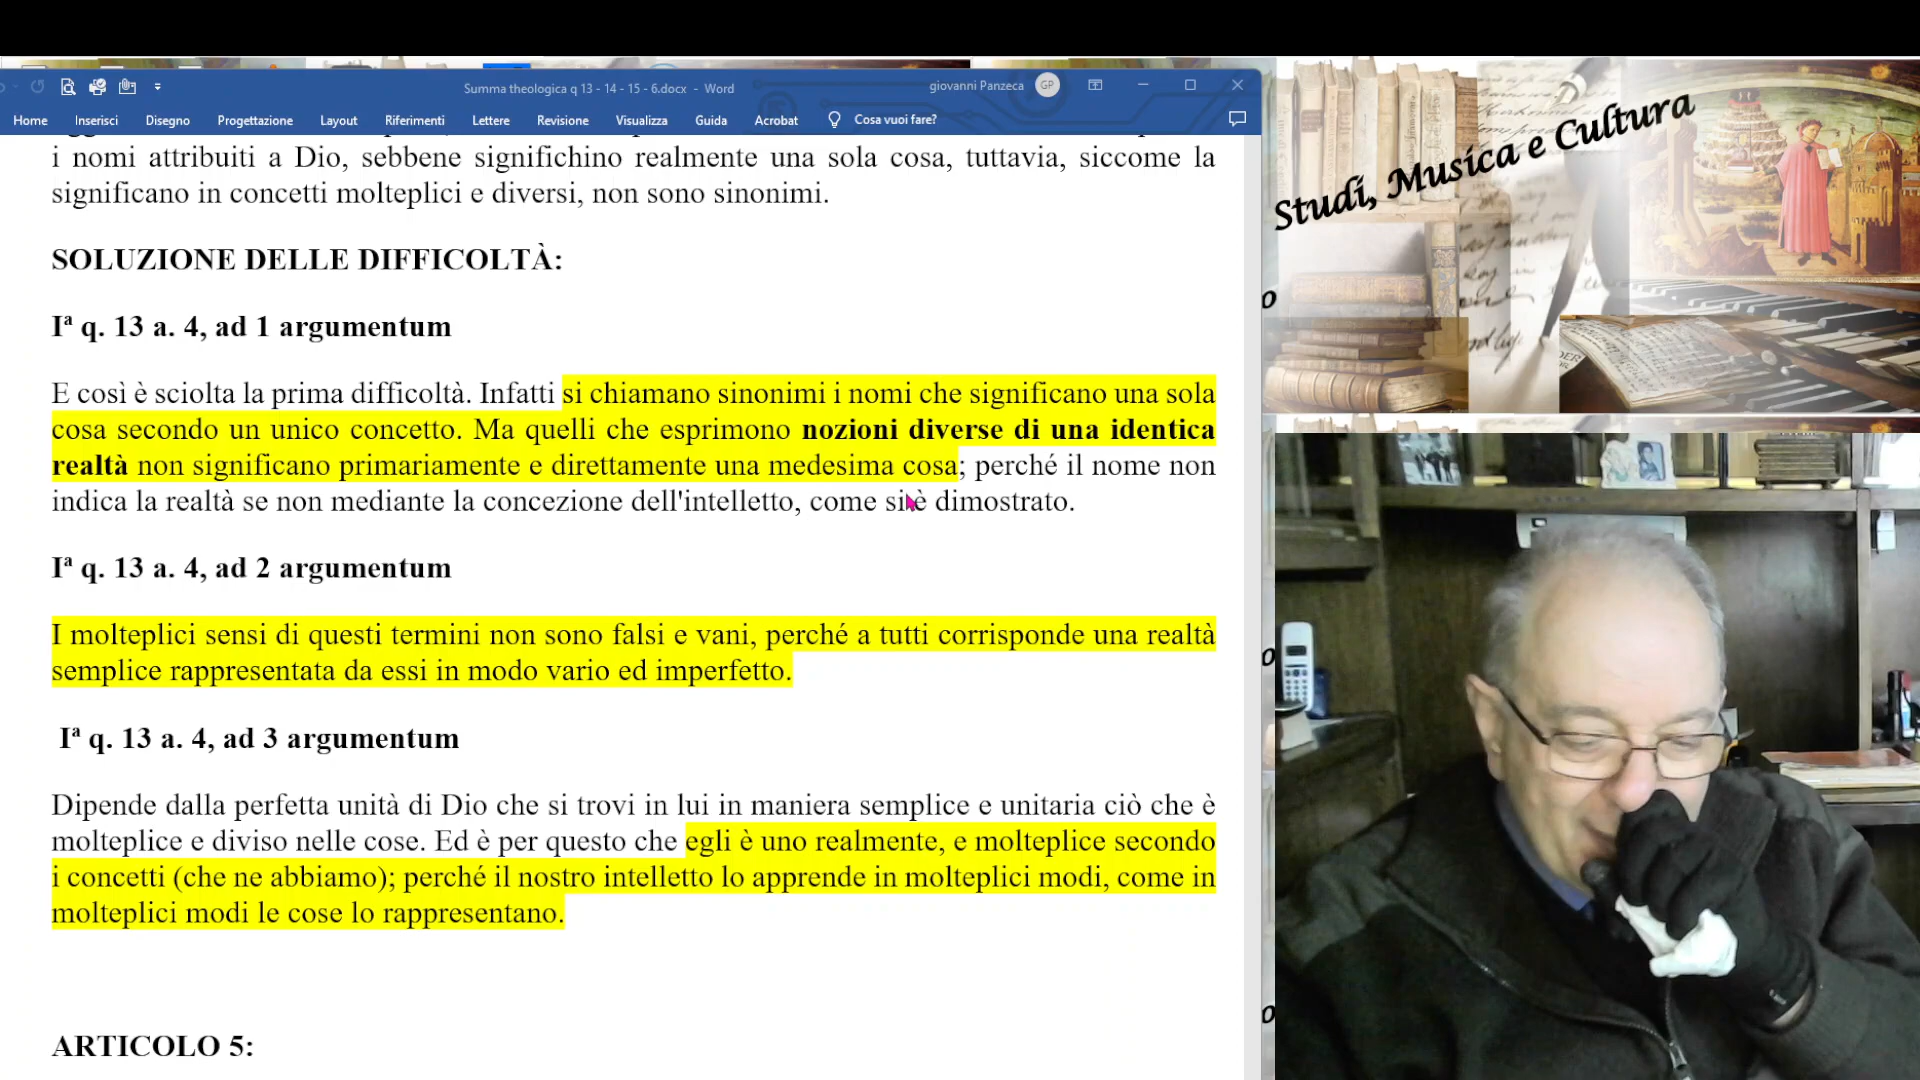 Summa theologica q 13 - 14 - 15 - 6.docx - Word
giovanni Panzeca
GP
Home Inserisci Disegno Progettazione Layout Riferimenti Lettere Revisione Visualizza Guida Acrobat Cosa vuoi fare?
i nomi attribuiti a Dio, sebbene significhino realmente una sola cosa, tuttavia, siccome la
significano in concetti molteplici e diversi, non sono sinonimi.
SOLUZIONE DELLE DIFFICOLTÀ:
Iª q. 13 a. 4, ad 1 argumentum
E così è sciolta la prima difficoltà. Infatti si chiamano sinonimi i nomi che significano una sola
cosa secondo un unico concetto. Ma quelli che esprimono nozioni diverse di una identica
realtà non significano primariamente e direttamente una medesima cosa; perché il nome non
indica la realtà se non mediante la concezione dell'intelletto, come si è dimostrato.
Iª q. 13 a. 4, ad 2 argumentum
I molteplici sensi di questi termini non sono falsi e vani, perché a tutti corrisponde una realtà
semplice rappresentata da essi in modo vario ed imperfetto.
Iª q. 13 a. 4, ad 3 argumentum
Dipende dalla perfetta unità di Dio che si trovi in lui in maniera semplice e unitaria ciò che è
molteplice e diviso nelle cose. Ed è per questo che egli è uno realmente, e molteplice secondo
i concetti (che ne abbiamo); perché il nostro intelletto lo apprende in molteplici modi, come in
molteplici modi le cose lo rappresentano.
ARTICOLO 5:
Studi, Musica e Cultura